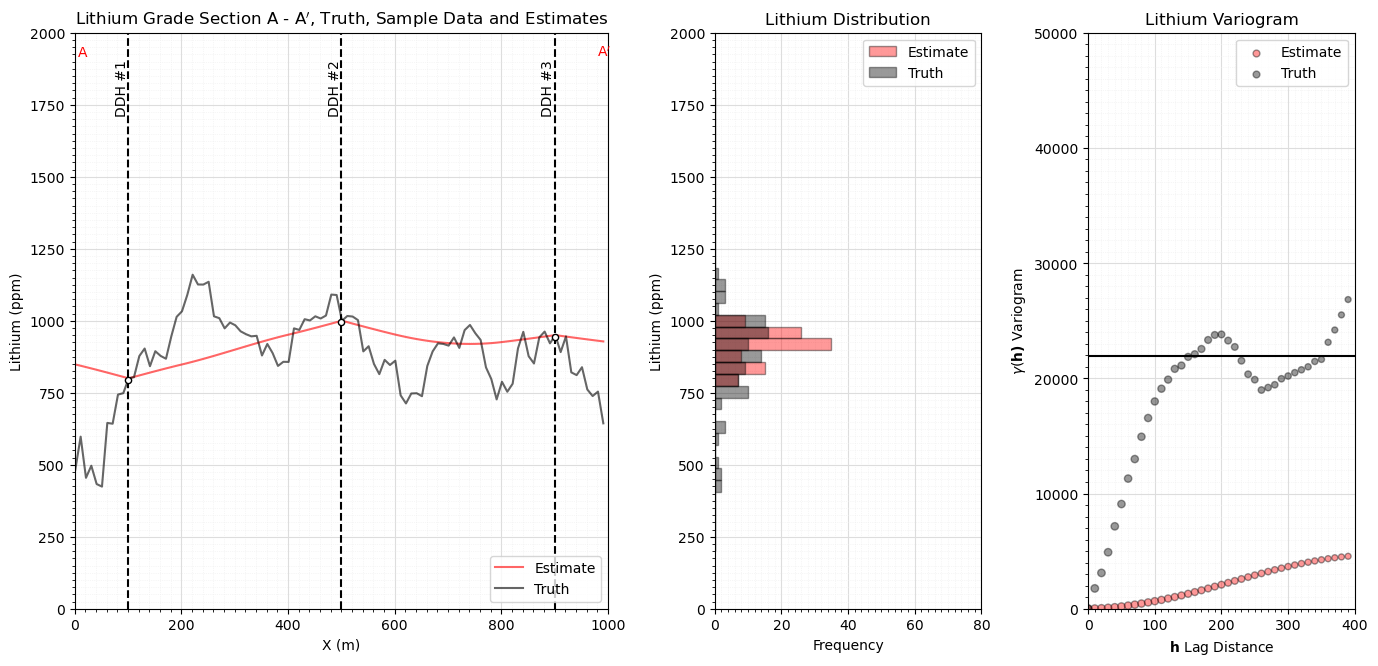 Lithium Grade Section A - A′, Truth, Sample Data and Estimates
2000
1750
1500
1250
1000
750
500
250
0
Lithium (ppm)
A
A
DDH #1
DDH #2
DDH #3
Estimate
Truth
0
200
400
600
800
1000
X (m)
Lithium Distribution
2000
1750
1500
1250
1000
750
500
250
0
Lithium (ppm)
Estimate
Truth
0
20
40
60
80
Frequency
Lithium Variogram
50000
40000
30000
20000
10000
0
γ(h) Variogram
Estimate
Truth
0
100
200
300
400
h Lag Distance